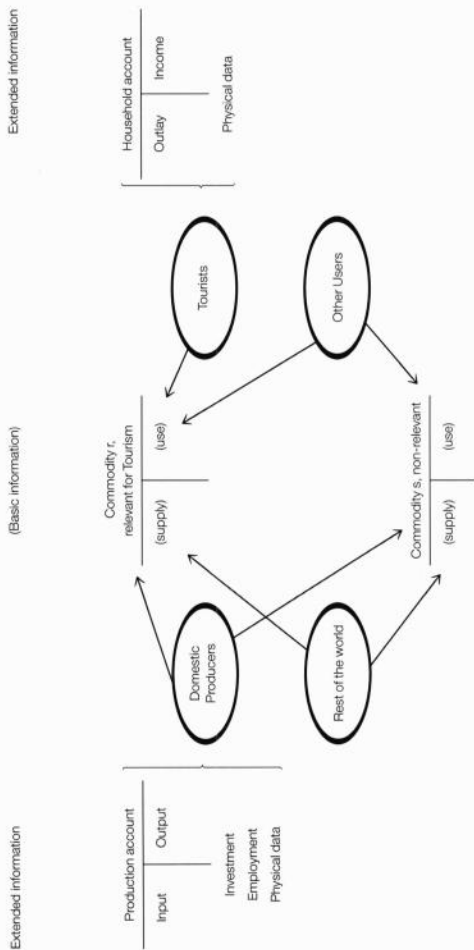 Extended information
(Basic information)
Extended information
Production account
Input
Output
Investment
Employment
Physical data
Domestic
Producers
Rest of the world
Commodity r,
relevant for Tourism
(supply)
(use)
Commodity s, non-relevant
(supply)
(use)
Tourists
Other Users
Household account
Outlay
Income
Physical data